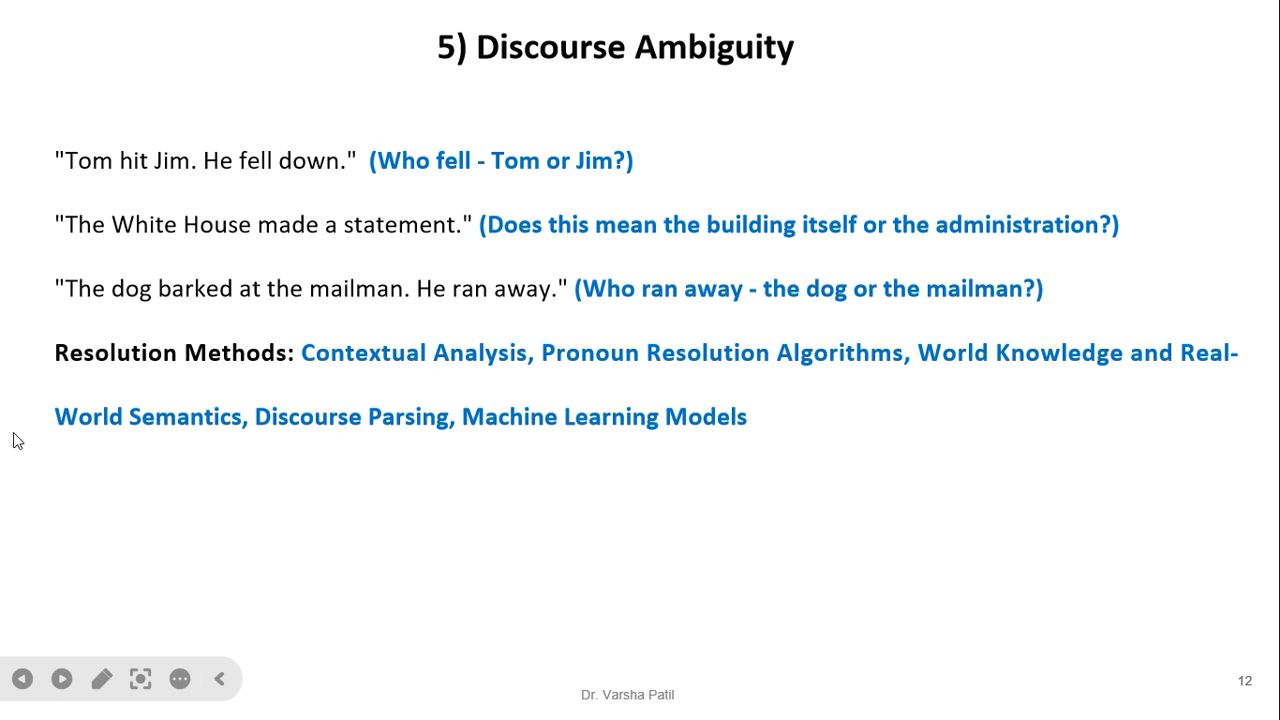 5) Discourse Ambiguity
"Tom hit Jim. He fell down." (Who fell - Tom or Jim?)
"The White House made a statement." (Does this mean the building itself or the administration?)
"The dog barked at the mailman. He ran away." (Who ran away - the dog or the mailman?)
Resolution Methods: Contextual Analysis, Pronoun Resolution Algorithms, World Knowledge and Real-
World Semantics, Discourse Parsing, Machine Learning Models
12
Dr. Varsha Patil